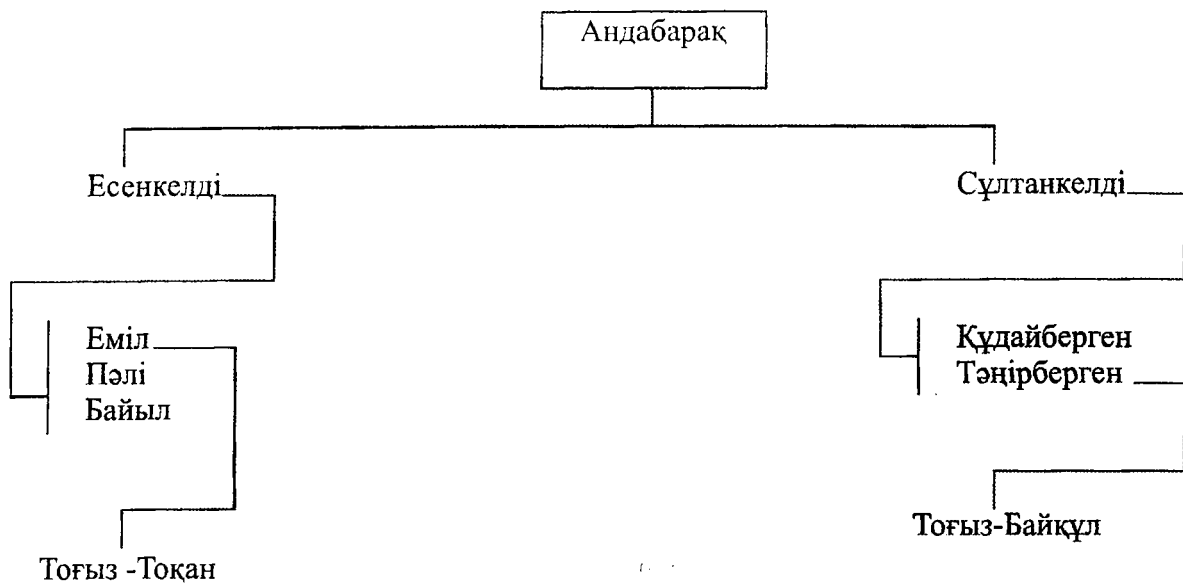 Андабарақ
Есенкелді
Сұлтанкелді
Еміл
Пәлі
Байыл
Құдайберген
Тәңірберген
Тоғыз-Байқұл
Тоғыз -Тоқан